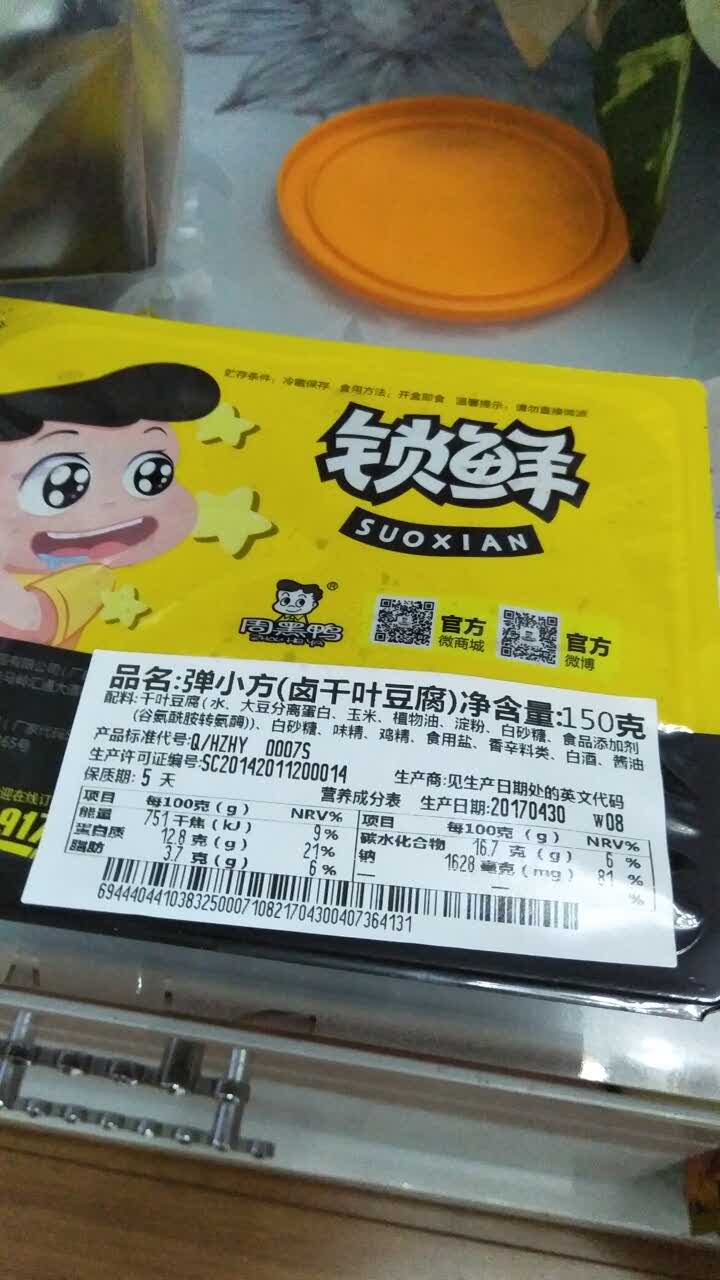 贮存条件：冷藏保存 食用方法：开盒即食 温馨提示：请勿直接微波
锁鲜
SUOXIAN
周黑鸭®
官方
微商城
官方
微博
品名:弹小方(卤千叶豆腐)净含量:150克
配料:千叶豆腐(水、大豆分离蛋白、玉米、植物油、淀粉、白砂糖、食品添加剂
(谷氨酰胺转氨酶))、白砂糖、味精、鸡精、食用盐、香辛料类、白酒、酱油
产品标准代号:Q/HZHY 0007S
生产许可证编号:SC20142011200014 生产商:见生产日期处的英文代码
保质期: 5 天 营养成分表 生产日期:20170430 W08
项目 每100克 (g) NRV% 项目 每100克 (g) NRV%
能量 751 千焦 (kJ) 9% 碳水化合物 16.7 克 (g) 6 %
蛋白质 12.8 克 (g) 21% 钠 1628 毫克 (mg) 81 %
脂肪 3.7 克 (g) 6 % — — %
694440441038325000710821704300407364131
917